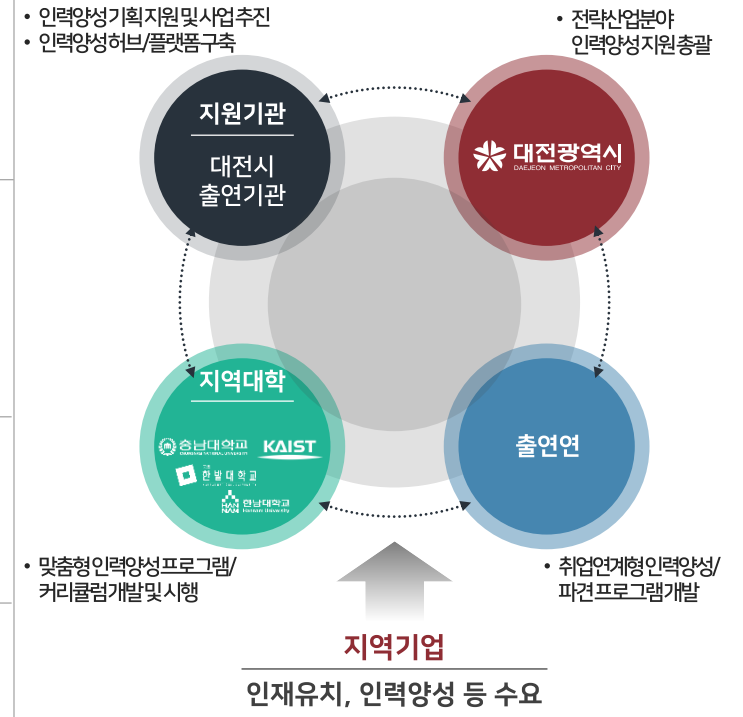 • 인력양성기획 지원 및 사업 추진
• 인력양성 허브/플랫폼 구축
• 전략산업분야
인력양성 지원 총괄
지원기관
대전시
출연기관
대전광역시
DAEJEON METROPOLITAN CITY
지역대학
충남대학교
KAIST
한밭대학교
HAN
NAM
한남대학교
Hannam University
출연연
• 맞춤형 인력양성 프로그램/
커리큘럼 개발 및 시행
• 취업연계형 인력양성/
파견 프로그램 개발
지역기업
인재유치, 인력양성 등 수요